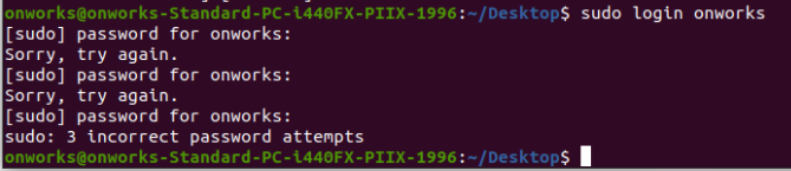 onworks@onworks-Standard-PC-i440FX-PIIX-1996:~/Desktop$ sudo login onworks
[sudo] password for onworks:
Sorry, try again.
[sudo] password for onworks:
Sorry, try again.
[sudo] password for onworks:
sudo: 3 incorrect password attempts
onworks@onworks-Standard-PC-i440FX-PIIX-1996:~/Desktop$